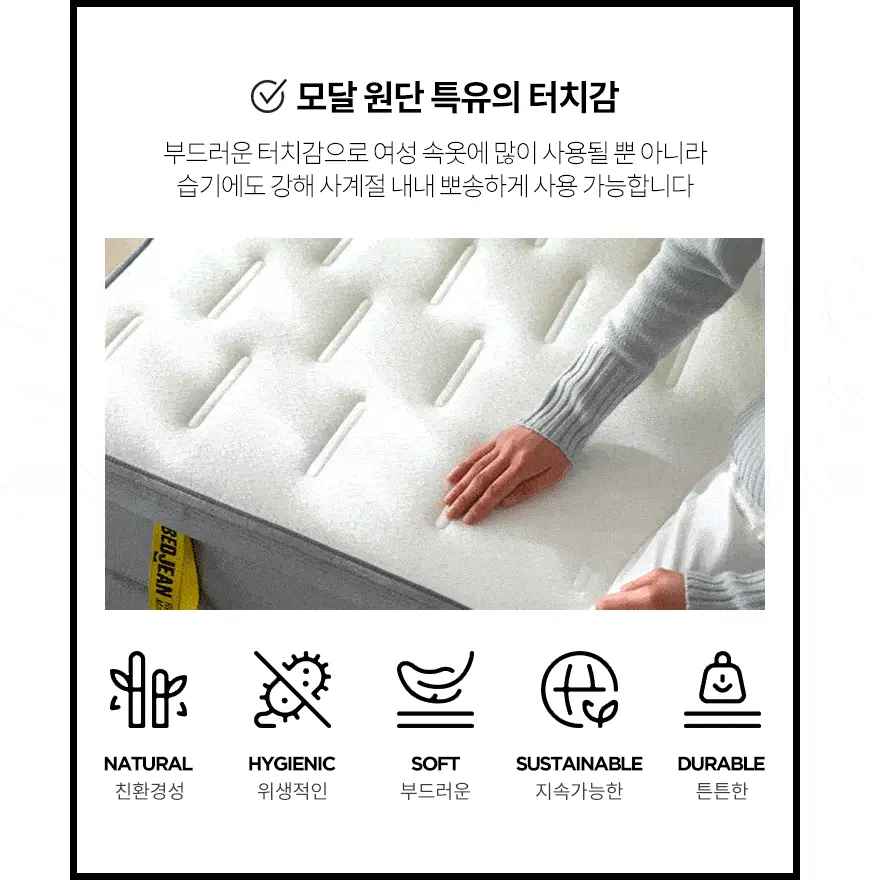 모달 원단 특유의 터치감
부드러운 터치감으로 여성 속옷에 많이 사용될 뿐 아니라
습기에도 강해 사계절 내내 뽀송하게 사용 가능합니다
BEDJEAN
NATURAL
친환경성
HYGIENIC
위생적인
SOFT
부드러운
SUSTAINABLE
지속가능한
DURABLE
튼튼한